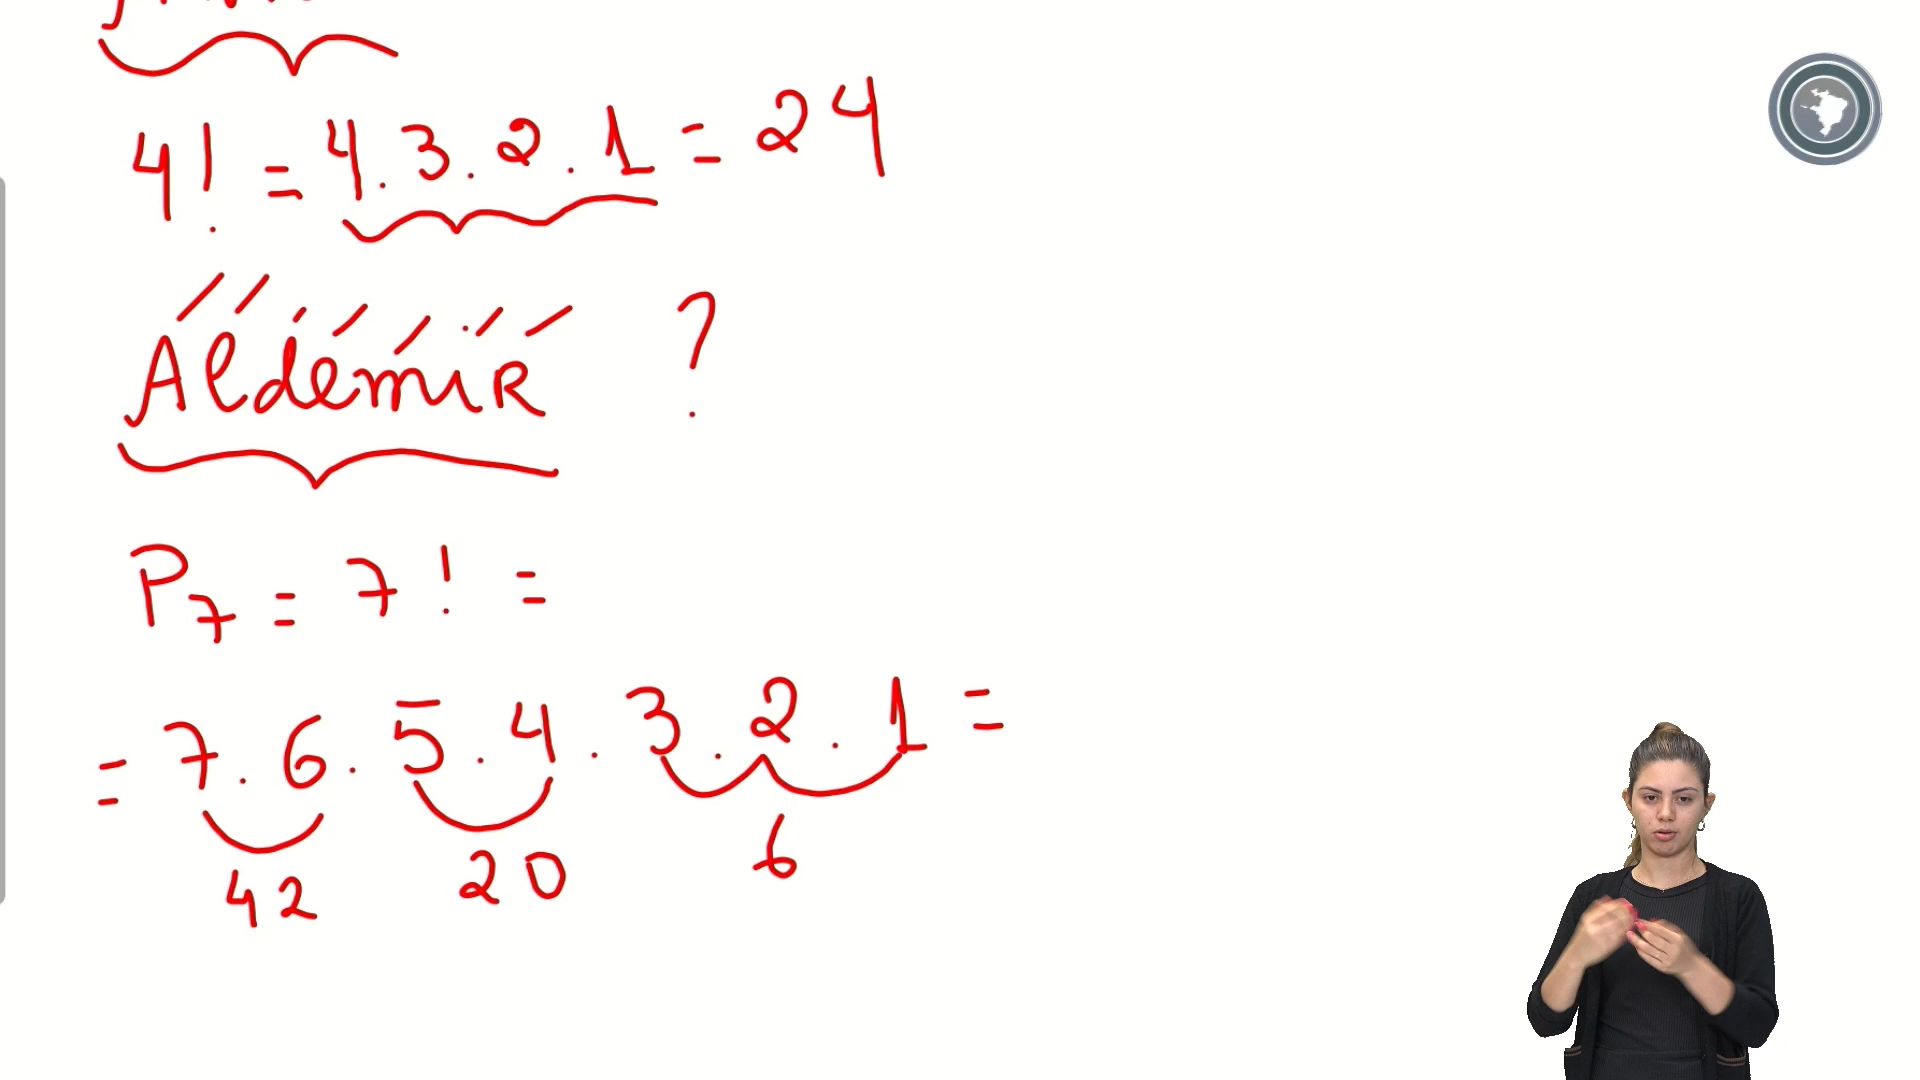 4! = 4.3.2.1 = 24
Aldemir ?
P7 = 7! =
= 7.6.5.4.3.2.1 =
42 20 6